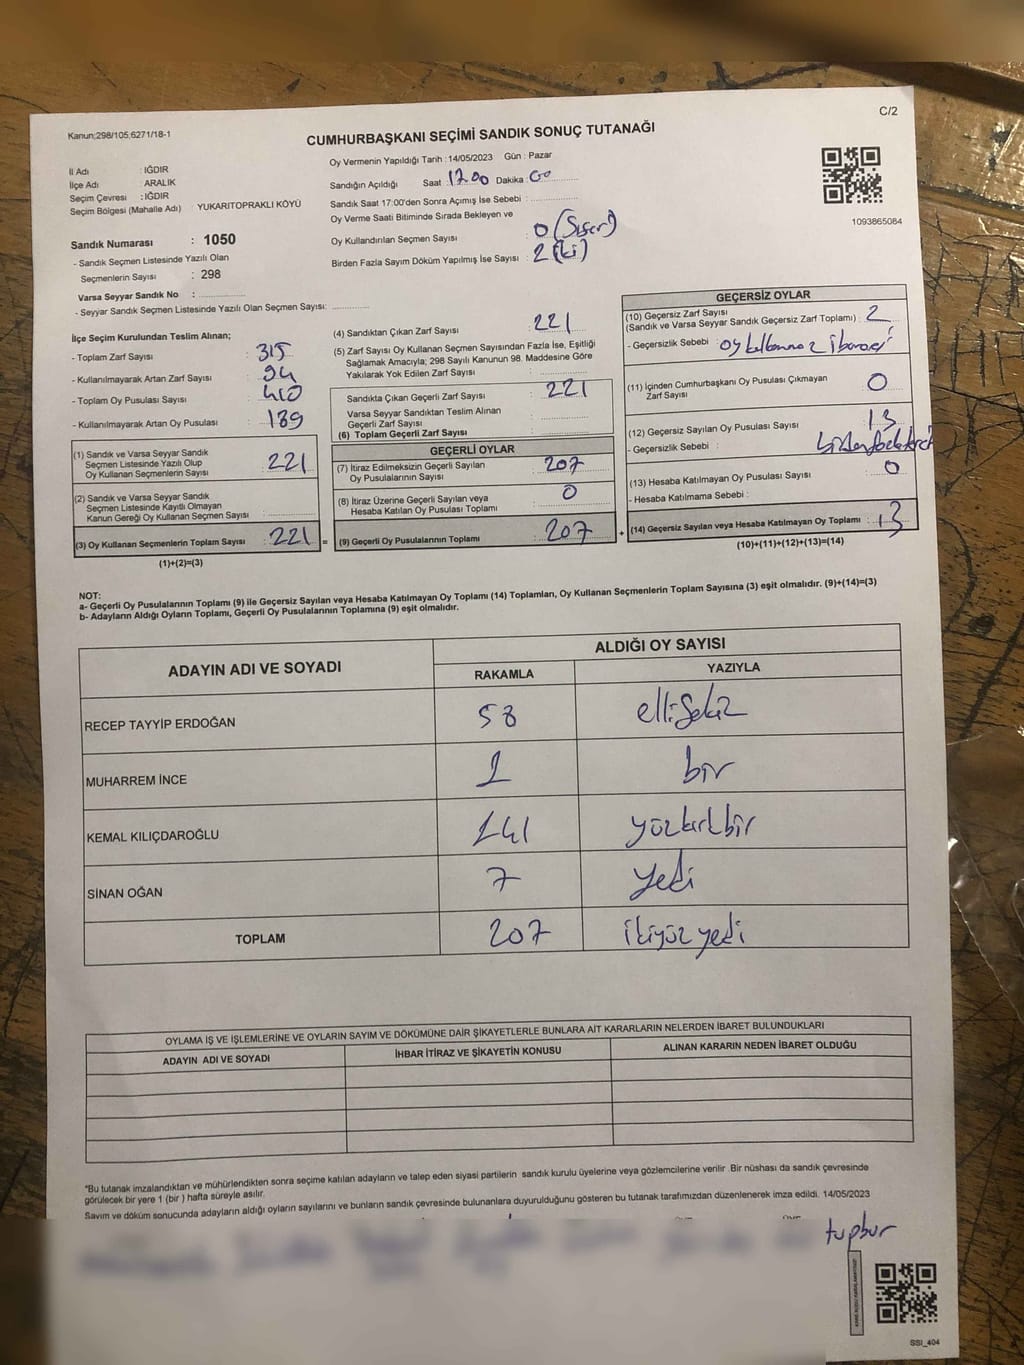 C/2
Kanun:298/105,6271/18-1
CUMHURBAŞKANI SEÇİMİ SANDIK SONUÇ TUTANAĞI
İl Adı : IĞDIR
İlçe Adı : ARALIK
Seçim Çevresi : IĞDIR
Seçim Bölgesi (Mahalle Adı) : YUKARITOPRAKLI KÖYÜ
Sandık Numarası : 1050
- Sandık Seçmen Listesinde Yazılı Olan
Seçmenlerin Sayısı : 298
Varsa Seyyar Sandık No :
- Seyyar Sandık Seçmen Listesinde Yazılı Olan Seçmen Sayısı:
Oy Vermenin Yapıldığı Tarih : 14/05/2023 Gün : Pazar
Sandığın Açıldığı Saat : 17.00 Dakika : 00
Sandık Saat 17:00'den Sonra Açımış İse Sebebi :
Oy Verme Saati Bitiminde Sırada Bekleyen ve
Oy Kullandırılan Seçmen Sayısı : 0 (Sıfır)
Birden Fazla Sayım Döküm Yapılmış İse Sayısı : 2 (iki)
1093865084
İlçe Seçim Kurulundan Teslim Alınan;
- Toplam Zarf Sayısı : 315
- Kullanılmayarak Artan Zarf Sayısı : 94
- Toplam Oy Pusulası Sayısı : 410
- Kullanılmayarak Artan Oy Pusulası : 189
(1) Sandık ve Varsa Seyyar Sandık
Seçmen Listesinde Yazılı Olup
Oy Kullanan Seçmenlerin Sayısı : 221
(2) Sandık ve Varsa Seyyar Sandık
Seçmen Listesinde Kayıtlı Olmayan
Kanun Gereği Oy Kullanan Seçmen Sayısı :
(3) Oy Kullanan Seçmenlerin Toplam Sayısı : 221 =
(1)+(2)=(3)
(4) Sandıktan Çıkan Zarf Sayısı : 221
(5) Zarf Sayısı Oy Kullanan Seçmen Sayısından Fazla İse, Eşitliği
Sağlamak Amacıyla; 298 Sayılı Kanunun 98. Maddesine Göre
Yakılarak Yok Edilen Zarf Sayısı :
Sandıkta Çıkan Geçerli Zarf Sayısı : 221
Varsa Seyyar Sandıktan Teslim Alınan
Geçerli Zarf Sayısı :
(6) Toplam Geçerli Zarf Sayısı :
GEÇERLİ OYLAR
(7) İtiraz Edilmeksizin Geçerli Sayılan
Oy Pusulalarının Sayısı : 207
(8) İtiraz Üzerine Geçerli Sayılan veya
Hesaba Katılan Oy Pusulası Toplamı : 0
(9) Geçerli Oy Pusulalarının Toplamı : 207 +
GEÇERSİZ OYLAR
(10) Geçersiz Zarf Sayısı
(Sandık ve Varsa Seyyar Sandık Geçersiz Zarf Toplamı) : 2
- Geçersizlik Sebebi : oy
(11) İçinden Cumhurbaşkanı Oy Pusulası Çıkmayan
Zarf Sayısı : 0
(12) Geçersiz Sayılan Oy Pusulası Sayısı : 13
- Geçersizlik Sebebi :
(13) Hesaba Katılmayan Oy Pusulası Sayısı : 0
- Hesaba Katılmama Sebebi :
(14) Geçersiz Sayılan veya Hesaba Katılmayan Oy Toplamı : 13
(10)+(11)+(12)+(13)=(14)
NOT:
a- Geçerli Oy Pusulalarının Toplamı (9) ile Geçersiz Sayılan veya Hesaba Katılmayan Oy Toplamı (14) Toplamları, Oy Kullanan Seçmenlerin Toplam Sayısına (3) eşit olmalıdır. (9)+(14)=(3)
b- Adayların Aldığı Oyların Toplamı, Geçerli Oy Pusulalarının Toplamına (9) eşit olmalıdır.
ADAYIN ADI VE SOYADI ALDIĞI OY SAYISI
RAKAMLA YAZIYLA
RECEP TAYYİP ERDOĞAN 58 elliSekiz
MUHARREM İNCE 1 bir
KEMAL KILIÇDAROĞLU 141 yüzkırkbir
SİNAN OĞAN 7 yedi
TOPLAM 207 ikiyüz yedi
OYLAMA İŞ VE İŞLEMLERİNE VE OYLARIN SAYIM VE DÖKÜMÜNE DAİR ŞİKAYETLERLE BUNLARA AİT KARARLARIN NELERDEN İBARET BULUNDUKLARI
ADAYIN ADI VE SOYADI İHBAR İTİRAZ VE ŞİKAYETİN KONUSU ALINAN KARARIN NEDEN İBARET OLDUĞU
*Bu tutanak imzalandıktan ve mühürlendikten sonra seçime katılan adayların ve talep eden siyasi partilerin sandık kurulu üyelerine veya gözlemcilerine verilir. Bir nüshası da sandık çevresinde
görülecek bir yere 1 (bir) hafta süreyle asılır.
Sayım ve döküm sonucunda adayların aldığı oyların sayılarını ve bunların sandık çevresinde bulunanlara duyurulduğunu gösteren bu tutanak tarafımızdan düzenlenerek imza edildi. 14/05/2023
SSI_404